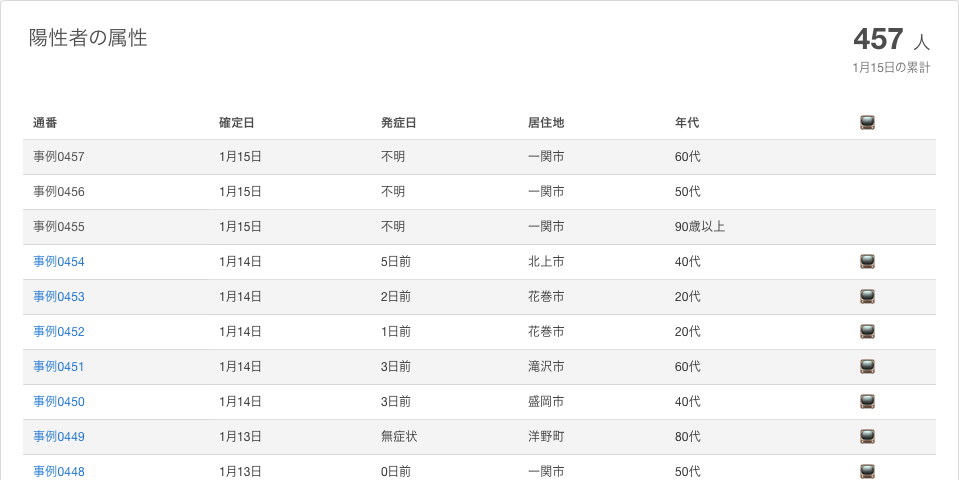 陽性者の属性
457 人
1月15日の累計
通番 確定日 発症日 居住地 年代
事例0457 1月15日 不明 一関市 60代
事例0456 1月15日 不明 一関市 50代
事例0455 1月15日 不明 一関市 90歳以上
事例0454 1月14日 5日前 北上市 40代
事例0453 1月14日 2日前 花巻市 20代
事例0452 1月14日 1日前 花巻市 20代
事例0451 1月14日 3日前 滝沢市 60代
事例0450 1月14日 3日前 盛岡市 40代
事例0449 1月13日 無症状 洋野町 80代
事例0448 1月13日 0日前 一関市 50代